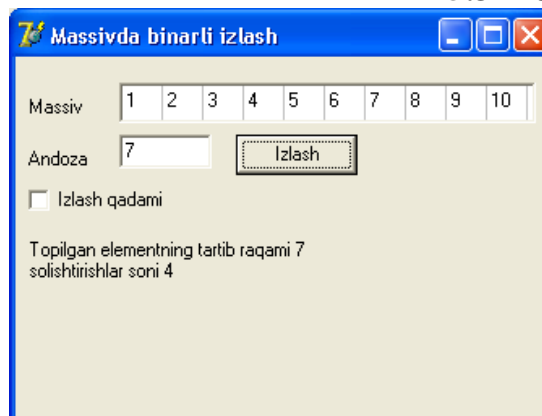 Massivda binarli izlash
Massiv 1 2 3 4 5 6 7 8 9 10
Andoza 7 Izlash
Izlash qadami
Topilgan elementning tartib raqami 7
solishtirishlar soni 4